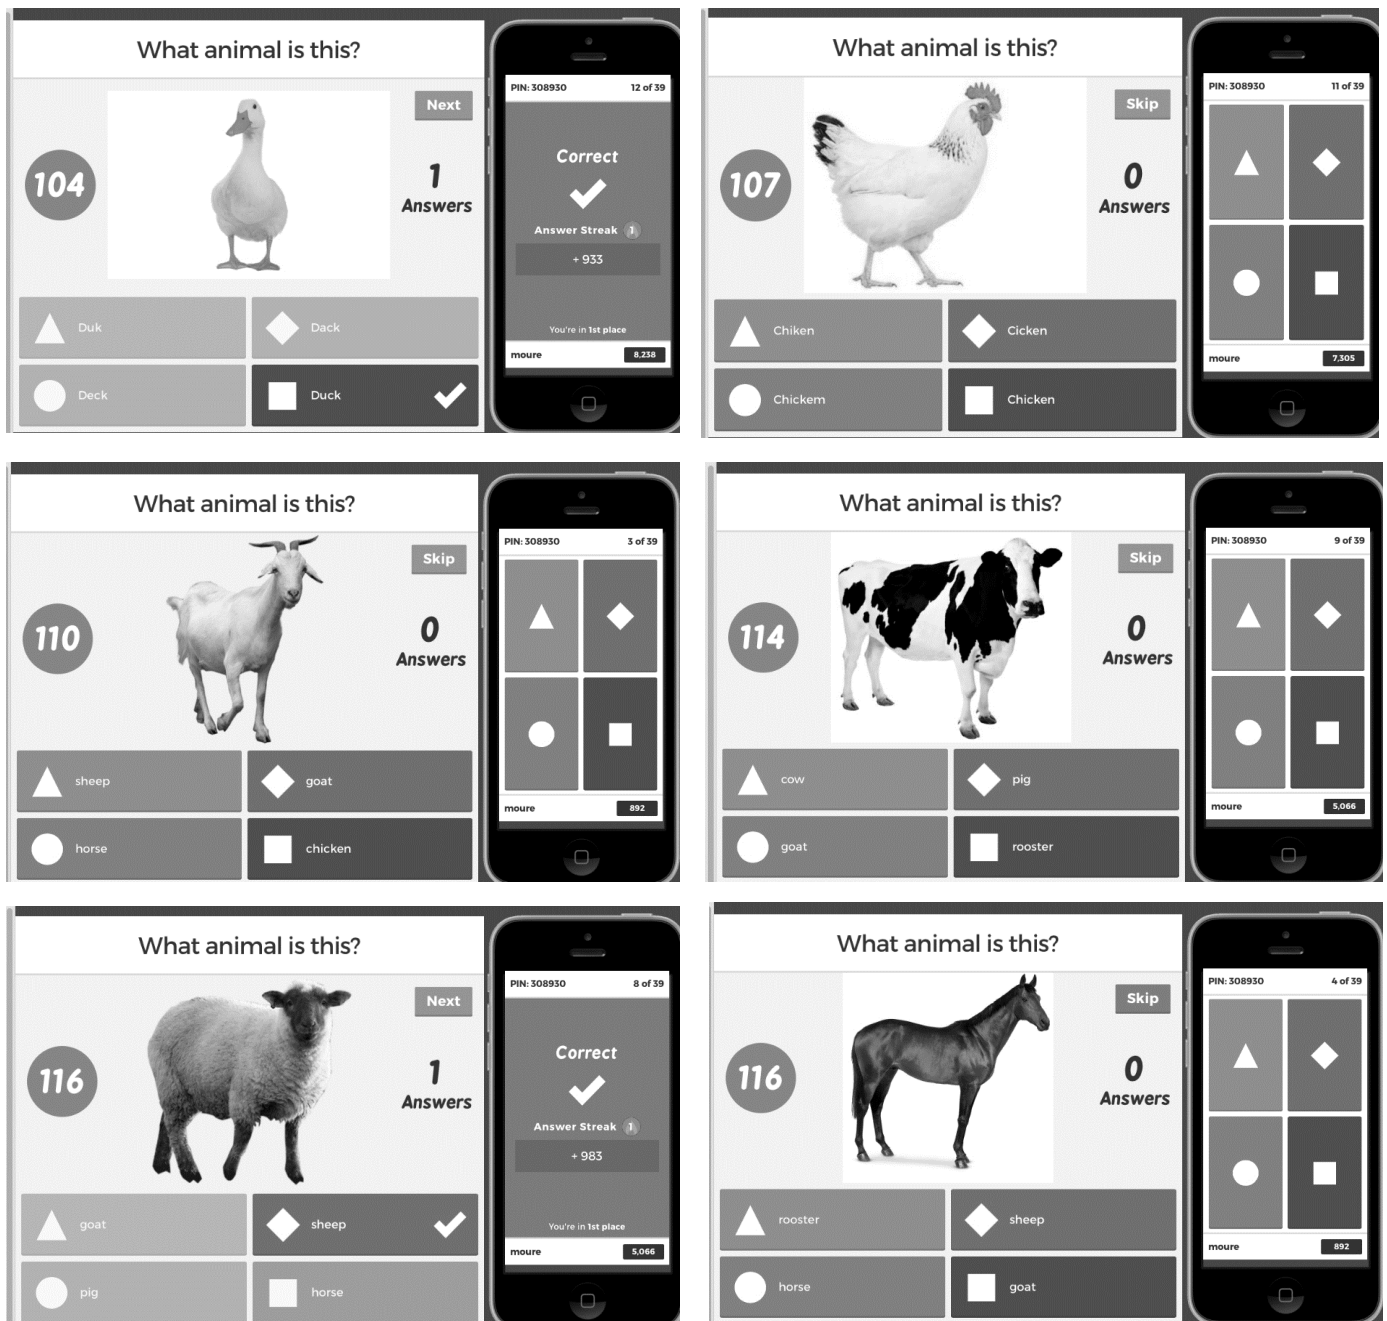 What animal is this?
Next
104
1
Answers
Duk
Dack
Deck
Duck
PIN: 308930 12 of 39
Correct
Answer Streak 1
+ 933
You're in 1st place
moure 8,238
What animal is this?
Skip
107
0
Answers
Chiken
Cicken
Chickem
Chicken
PIN: 308930 11 of 39
moure 7,305
What animal is this?
Skip
110
0
Answers
sheep
goat
horse
chicken
PIN: 308930 3 of 39
moure 892
What animal is this?
Skip
114
0
Answers
cow
pig
goat
rooster
PIN: 308930 9 of 39
moure 5,066
What animal is this?
Next
116
1
Answers
goat
sheep
pig
horse
PIN: 308930 8 of 39
Correct
Answer Streak 1
+ 983
You're in 1st place
moure 5,066
What animal is this?
Skip
116
0
Answers
rooster
sheep
horse
goat
PIN: 308930 4 of 39
moure 892